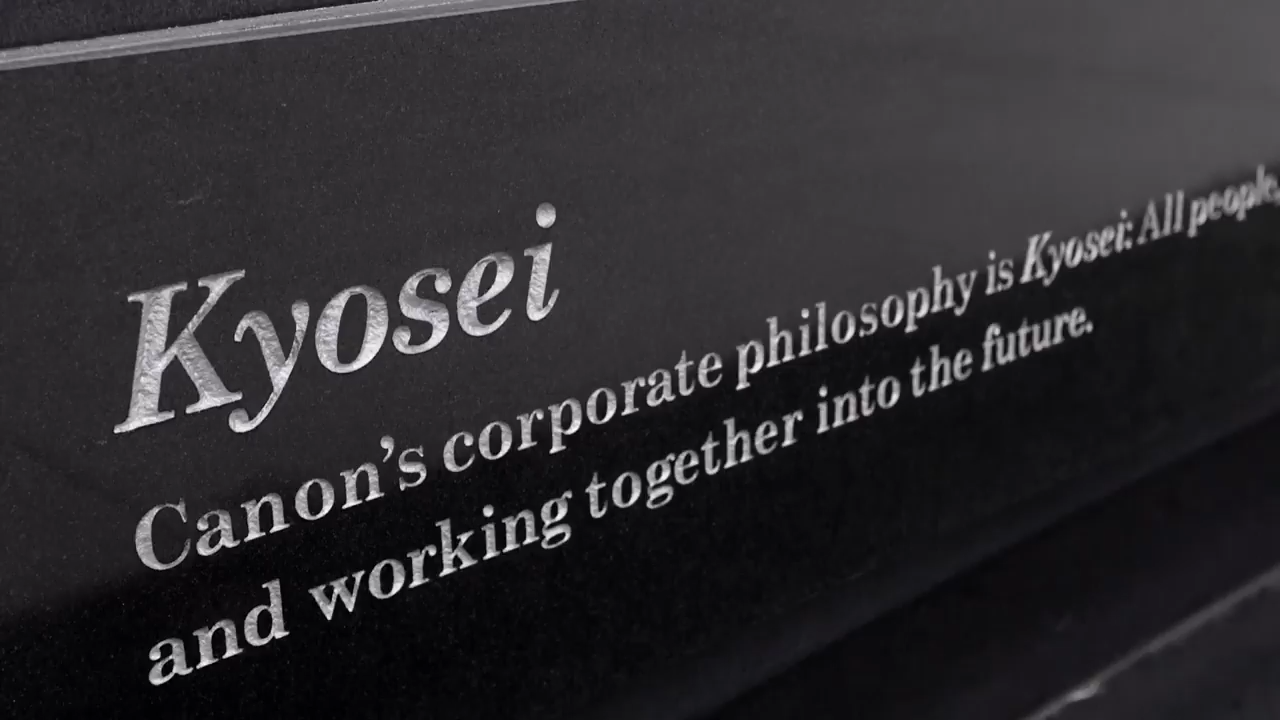 Kyosei
Canon’s corporate philosophy is Kyosei: All people,
and working together into the future.